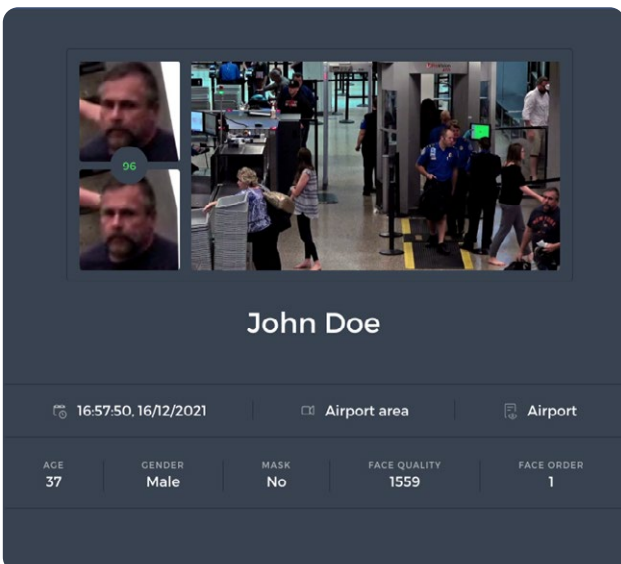 96
John Doe
16:57:50, 16/12/2021
Airport area
Airport
AGE
37
GENDER
Male
MASK
No
FACE QUALITY
1559
FACE ORDER
1